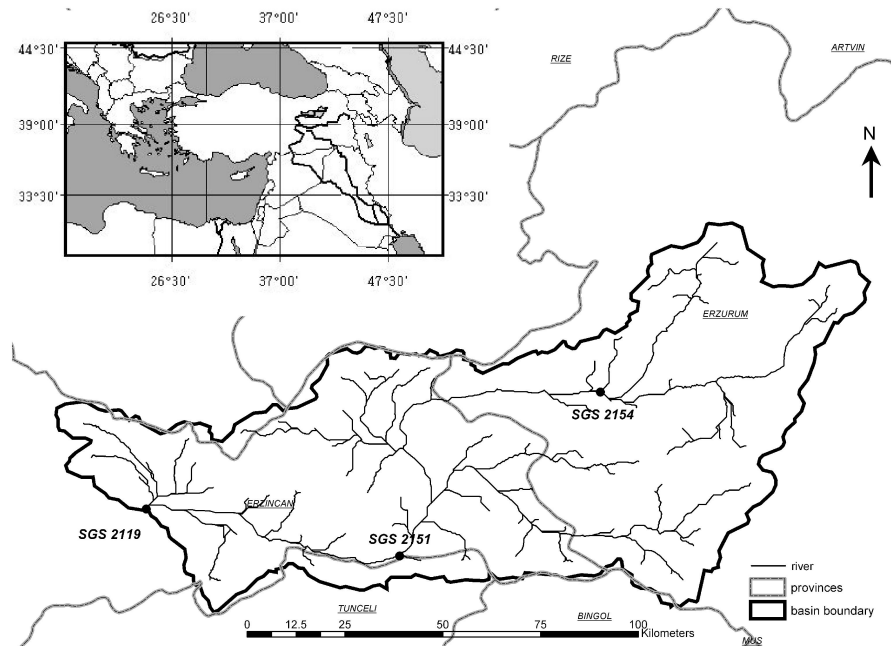 26°30' 37°00' 47°30'
44°30' 44°30'
39°00' 39°00'
33°30' 33°30'
26°30' 37°00' 47°30'
RIZE
ARTVIN
N
ERZURUM
SGS 2154
ERZINCAN
SGS 2119
SGS 2151
river
provinces
basin boundary
TUNCELI
BINGOL
MUS
0 12.5 25 50 75 100
Kilometers